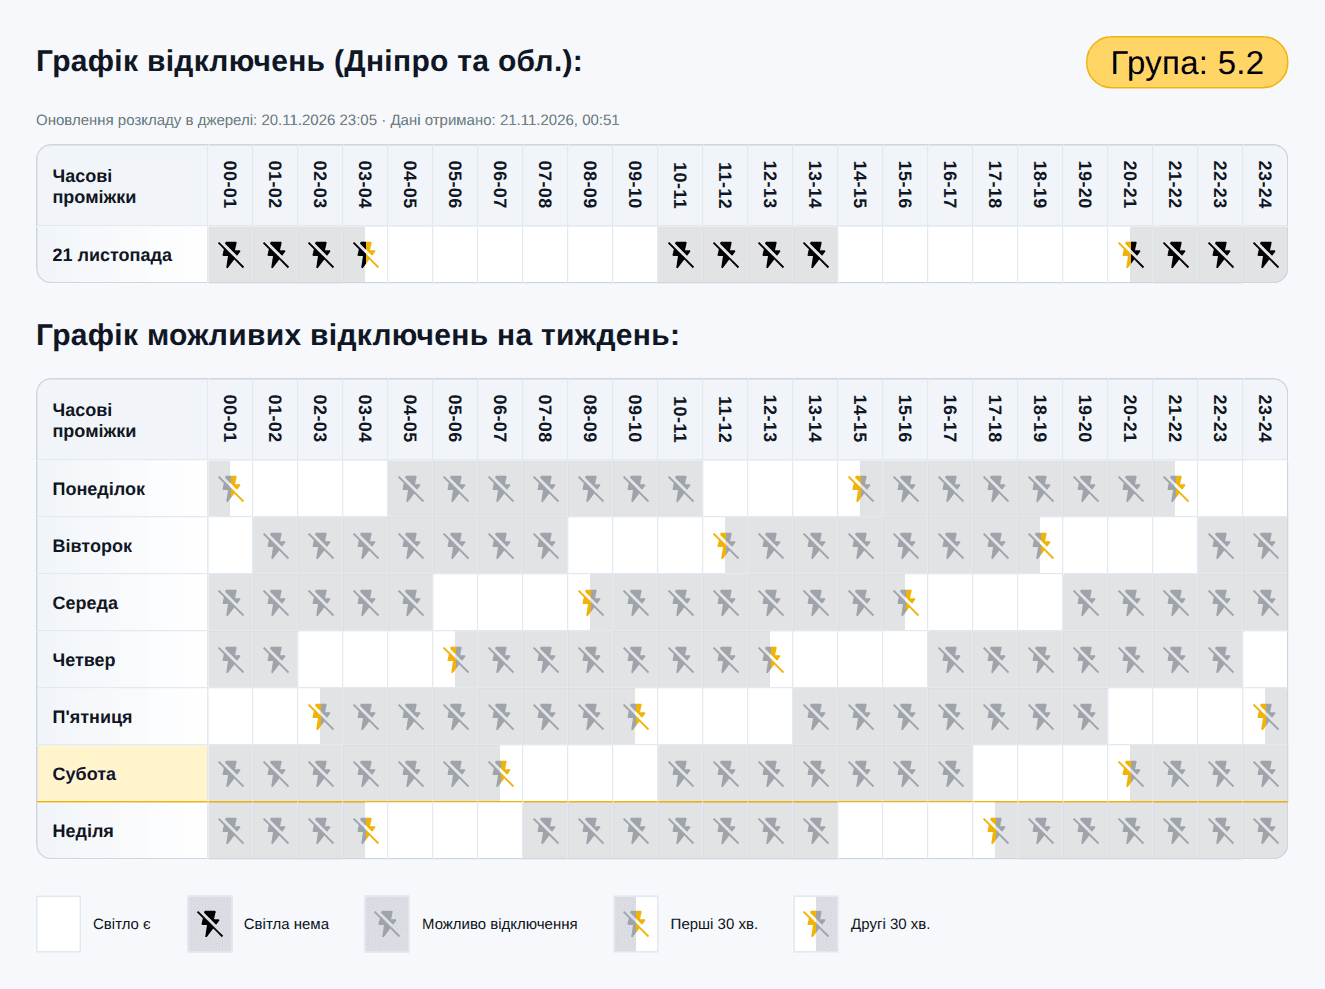 Графік відключень (Дніпро та обл.):
Група: 5.2
Оновлення розкладу в джерелі: 20.11.2026 23:05 · Дані отримано: 21.11.2026, 00:51
Часові
проміжки
00-01 01-02 02-03 03-04 04-05 05-06 06-07 07-08 08-09 09-10 10-11 11-12 12-13 13-14 14-15 15-16 16-17 17-18 18-19 19-20 20-21 21-22 22-23 23-24
21 листопада
Графік можливих відключень на тиждень:
Часові
проміжки
00-01 01-02 02-03 03-04 04-05 05-06 06-07 07-08 08-09 09-10 10-11 11-12 12-13 13-14 14-15 15-16 16-17 17-18 18-19 19-20 20-21 21-22 22-23 23-24
Понеділок
Вівторок
Середа
Четвер
П'ятниця
Субота
Неділя
Світло є
Світла нема
Можливо відключення
Перші 30 хв.
Другі 30 хв.